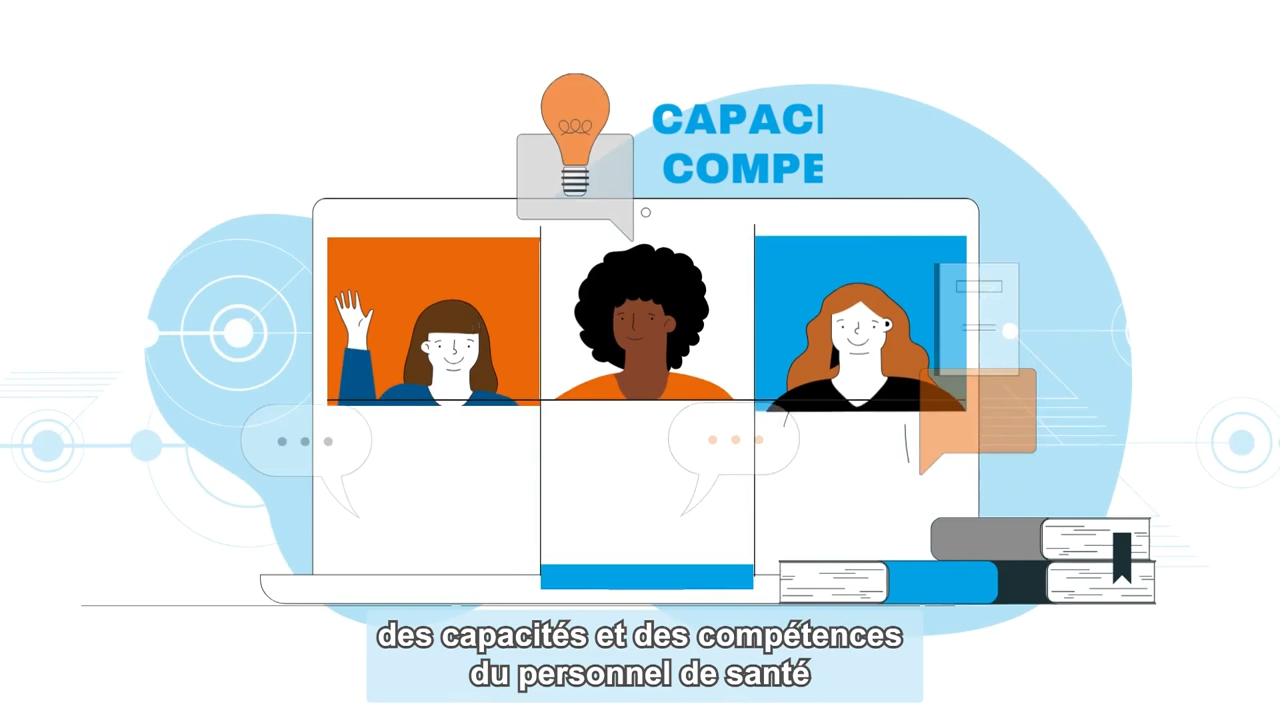 CAPACI
COMPE
des capacités et des compétences
du personnel de santé